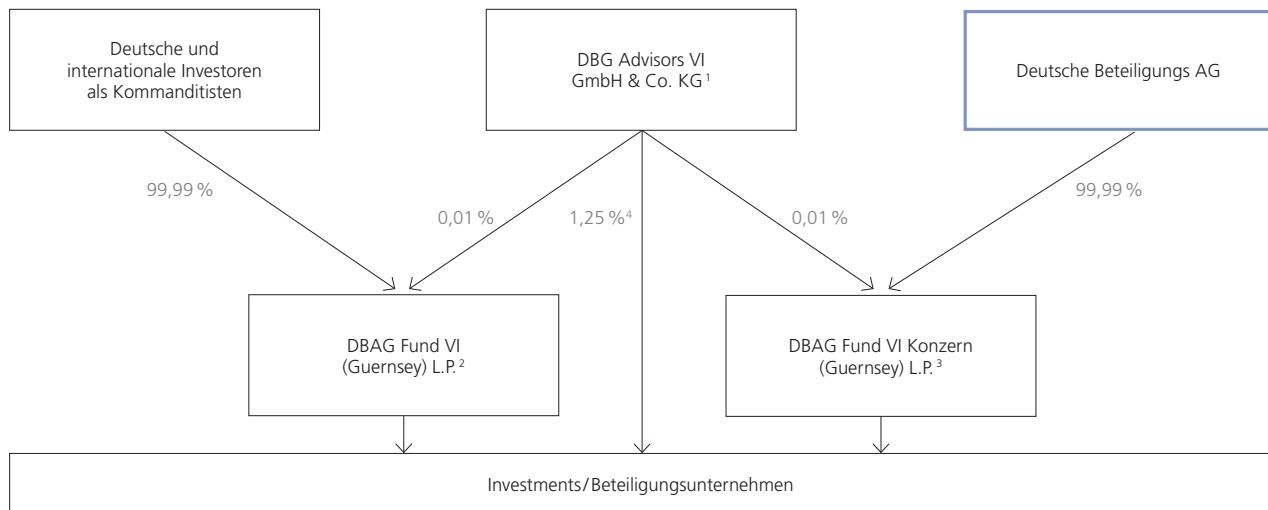 Deutsche und
internationale Investoren
als Kommanditisten
DBG Advisors VI
GmbH & Co. KG¹
Deutsche Beteiligungs AG
99,99 %
0,01 %
1,25 %⁴
0,01 %
99,99 %
DBAG Fund VI
(Guernsey) L.P.²
DBAG Fund VI Konzern
(Guernsey) L.P.³
Investments/Beteiligungsunternehmen